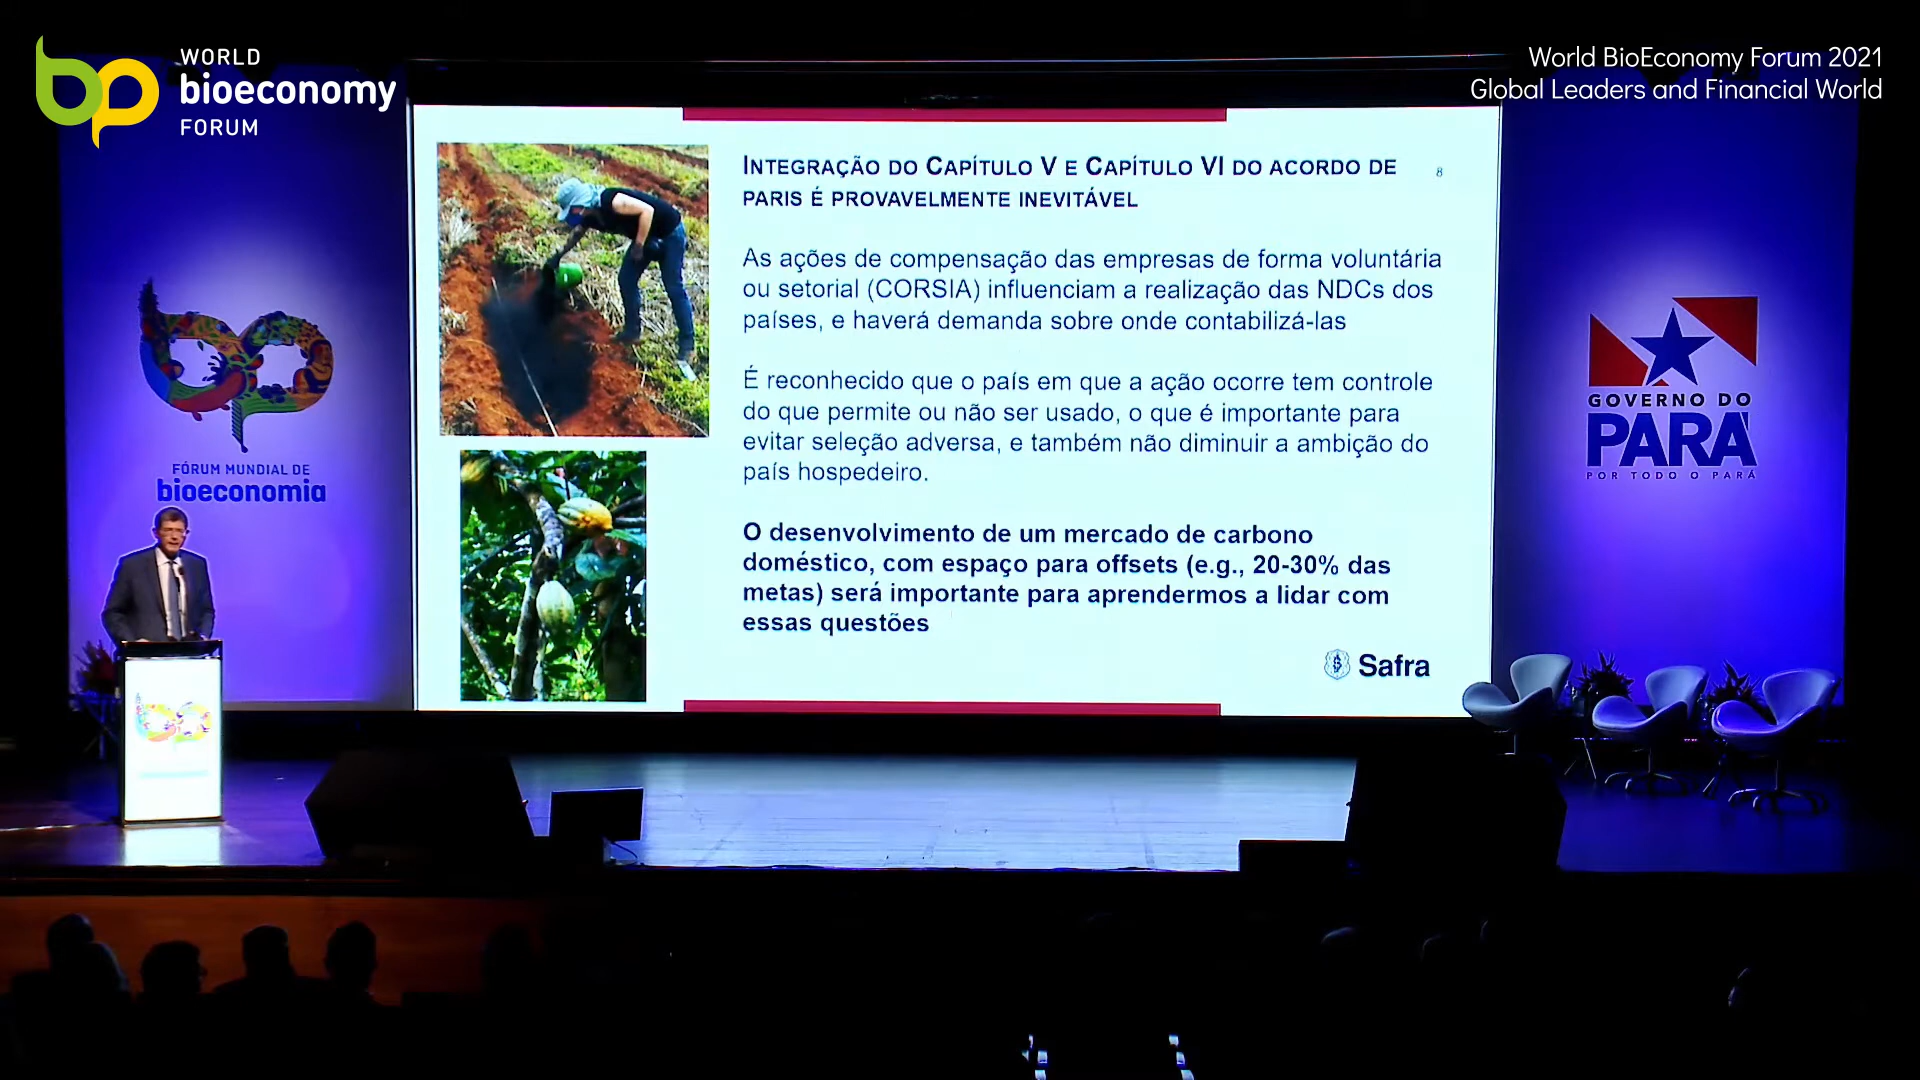 WORLD
bioeconomy
FORUM
World BioEconomy Forum 2021
Global Leaders and Financial World
INTEGRAÇÃO DO CAPÍTULO V E CAPÍTULO VI DO ACORDO DE
PARIS É PROVAVELMENTE INEVITÁVEL
8
As ações de compensação das empresas de forma voluntária
ou setorial (CORSIA) influenciam a realização das NDCs dos
países, e haverá demanda sobre onde contabilizá-las
É reconhecido que o país em que a ação ocorre tem controle
do que permite ou não ser usado, o que é importante para
evitar seleção adversa, e também não diminuir a ambição do
país hospedeiro.
O desenvolvimento de um mercado de carbono
doméstico, com espaço para offsets (e.g., 20-30% das
metas) será importante para aprendermos a lidar com
essas questões
Safra
FÓRUM MUNDIAL DE
bioeconomia
GOVERNO DO
PARÁ
POR TODO O PARÁ